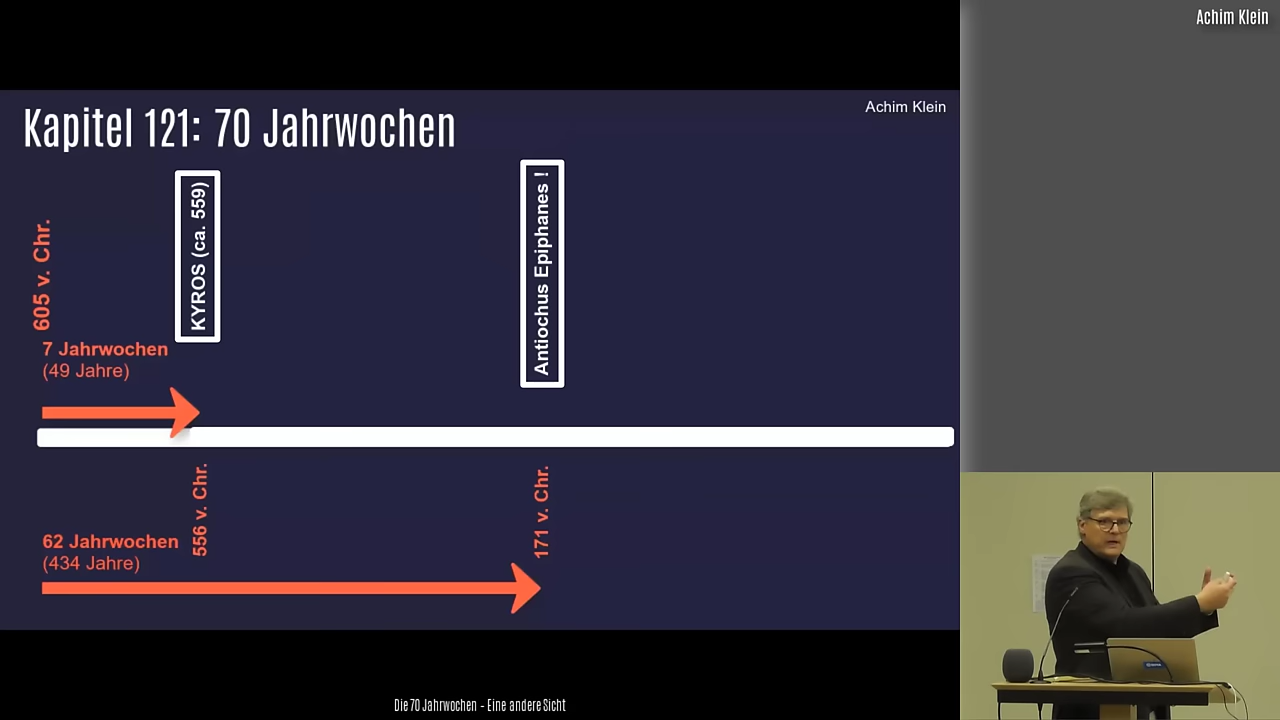 Achim Klein
Kapitel 121: 70 Jahrwochen
Achim Klein
605 v. Chr.
KYROS (ca. 559)
Antiochus Epiphanes !
7 Jahrwochen
(49 Jahre)
556 v. Chr.
171 v. Chr.
62 Jahrwochen
(434 Jahre)
Die 70 Jahrwochen - Eine andere Sicht